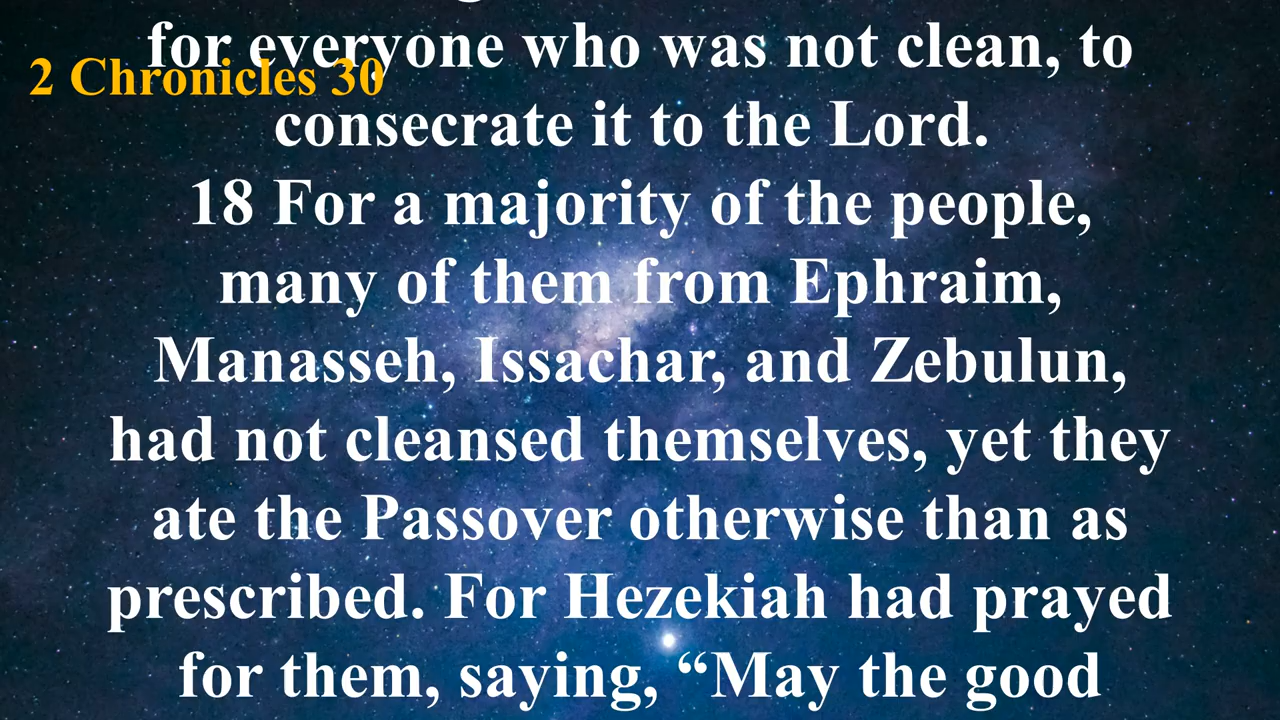 for everyone who was not clean, to
2 Chronicles 30
consecrate it to the Lord.
18 For a majority of the people,
many of them from Ephraim,
Manasseh, Issachar, and Zebulun,
had not cleansed themselves, yet they
ate the Passover otherwise than as
prescribed. For Hezekiah had prayed
for them, saying, “May the good